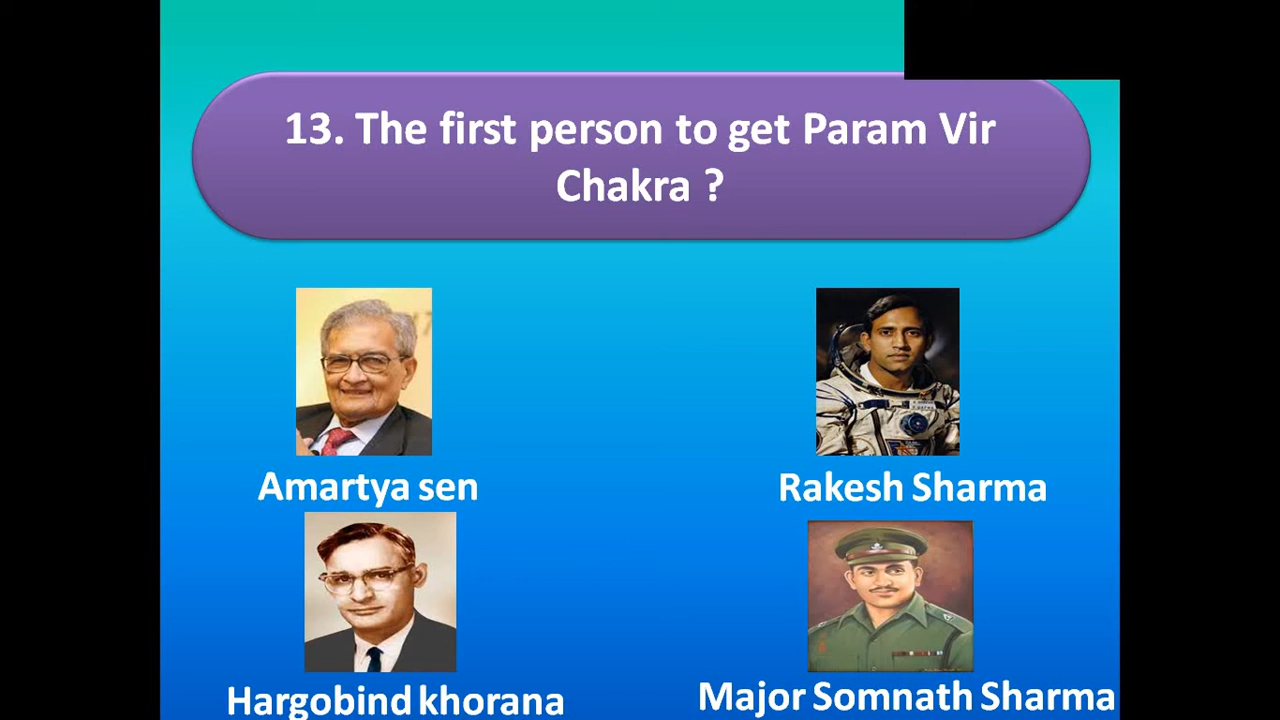 13. The first person to get Param Vir
Chakra ?
Amartya sen
Rakesh Sharma
Hargobind khorana
Major Somnath Sharma